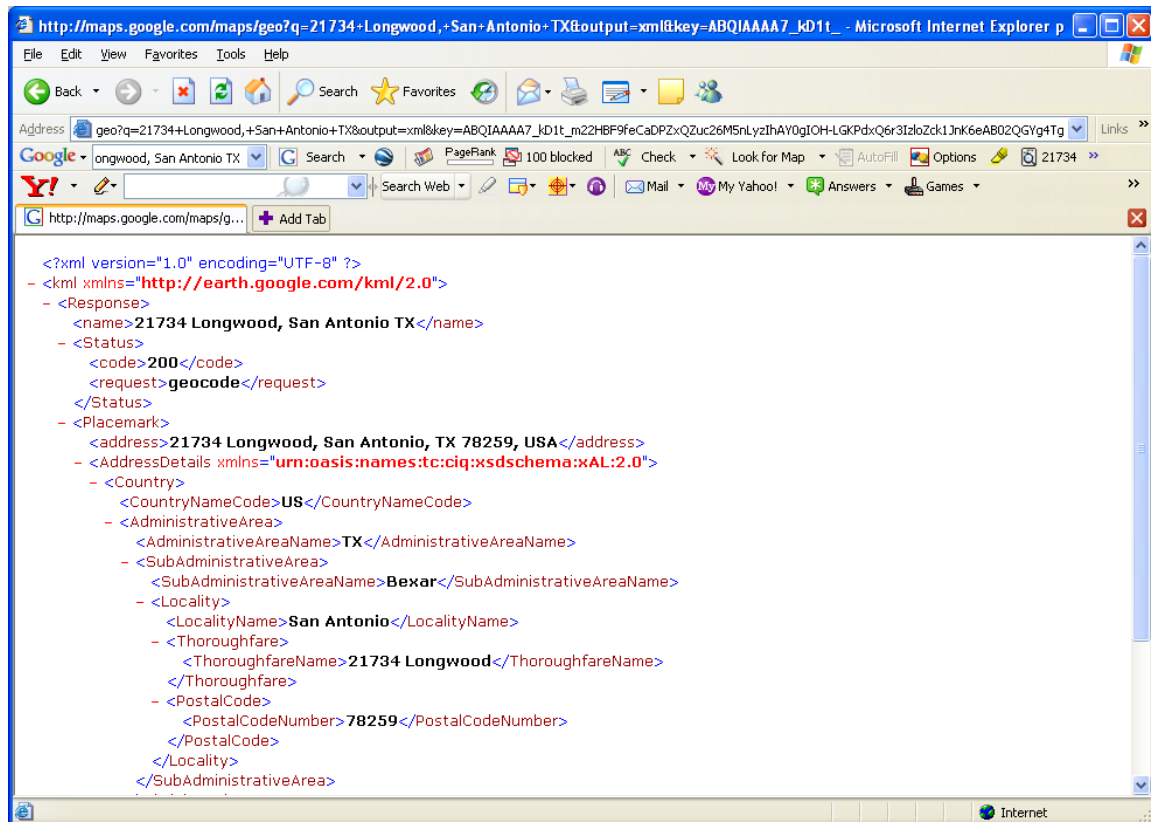 http://maps.google.com/maps/geo?q=21734+Longwood,+San+Antonio+TX&output=xml&key=ABQIAAAA7_kD1t_ - Microsoft Internet Explorer p
File Edit View Favorites Tools Help
Back Search Favorites
Address geo?q=21734+Longwood,+San+Antonio+TX&output=xml&key=ABQIAAAA7_kD1t_m22HBF9feCaDPZxQZuc26M5nLyzIhAY0gIOH-LGKPdxQ6r3IzloZck1JnK6eAB02QGYg4Tg Links »
Google ongwood, San Antonio TX G Search PageRank 100 blocked ABC Check Look for Map AutoFill Options 21734 »
Y! Search Web Mail My My Yahoo! Answers Games »
G http://maps.google.com/maps/g... Add Tab
<?xml version="1.0" encoding="UTF-8" ?>
- <kml xmlns="http://earth.google.com/kml/2.0">
- <Response>
<name>21734 Longwood, San Antonio TX</name>
- <Status>
<code>200</code>
<request>geocode</request>
</Status>
- <Placemark>
<address>21734 Longwood, San Antonio, TX 78259, USA</address>
- <AddressDetails xmlns="urn:oasis:names:tc:ciq:xsdschema:xAL:2.0">
- <Country>
<CountryNameCode>US</CountryNameCode>
- <AdministrativeArea>
<AdministrativeAreaName>TX</AdministrativeAreaName>
- <SubAdministrativeArea>
<SubAdministrativeAreaName>Bexar</SubAdministrativeAreaName>
- <Locality>
<LocalityName>San Antonio</LocalityName>
- <Thoroughfare>
<ThoroughfareName>21734 Longwood</ThoroughfareName>
</Thoroughfare>
- <PostalCode>
<PostalCodeNumber>78259</PostalCodeNumber>
</PostalCode>
</Locality>
</SubAdministrativeArea>
Internet